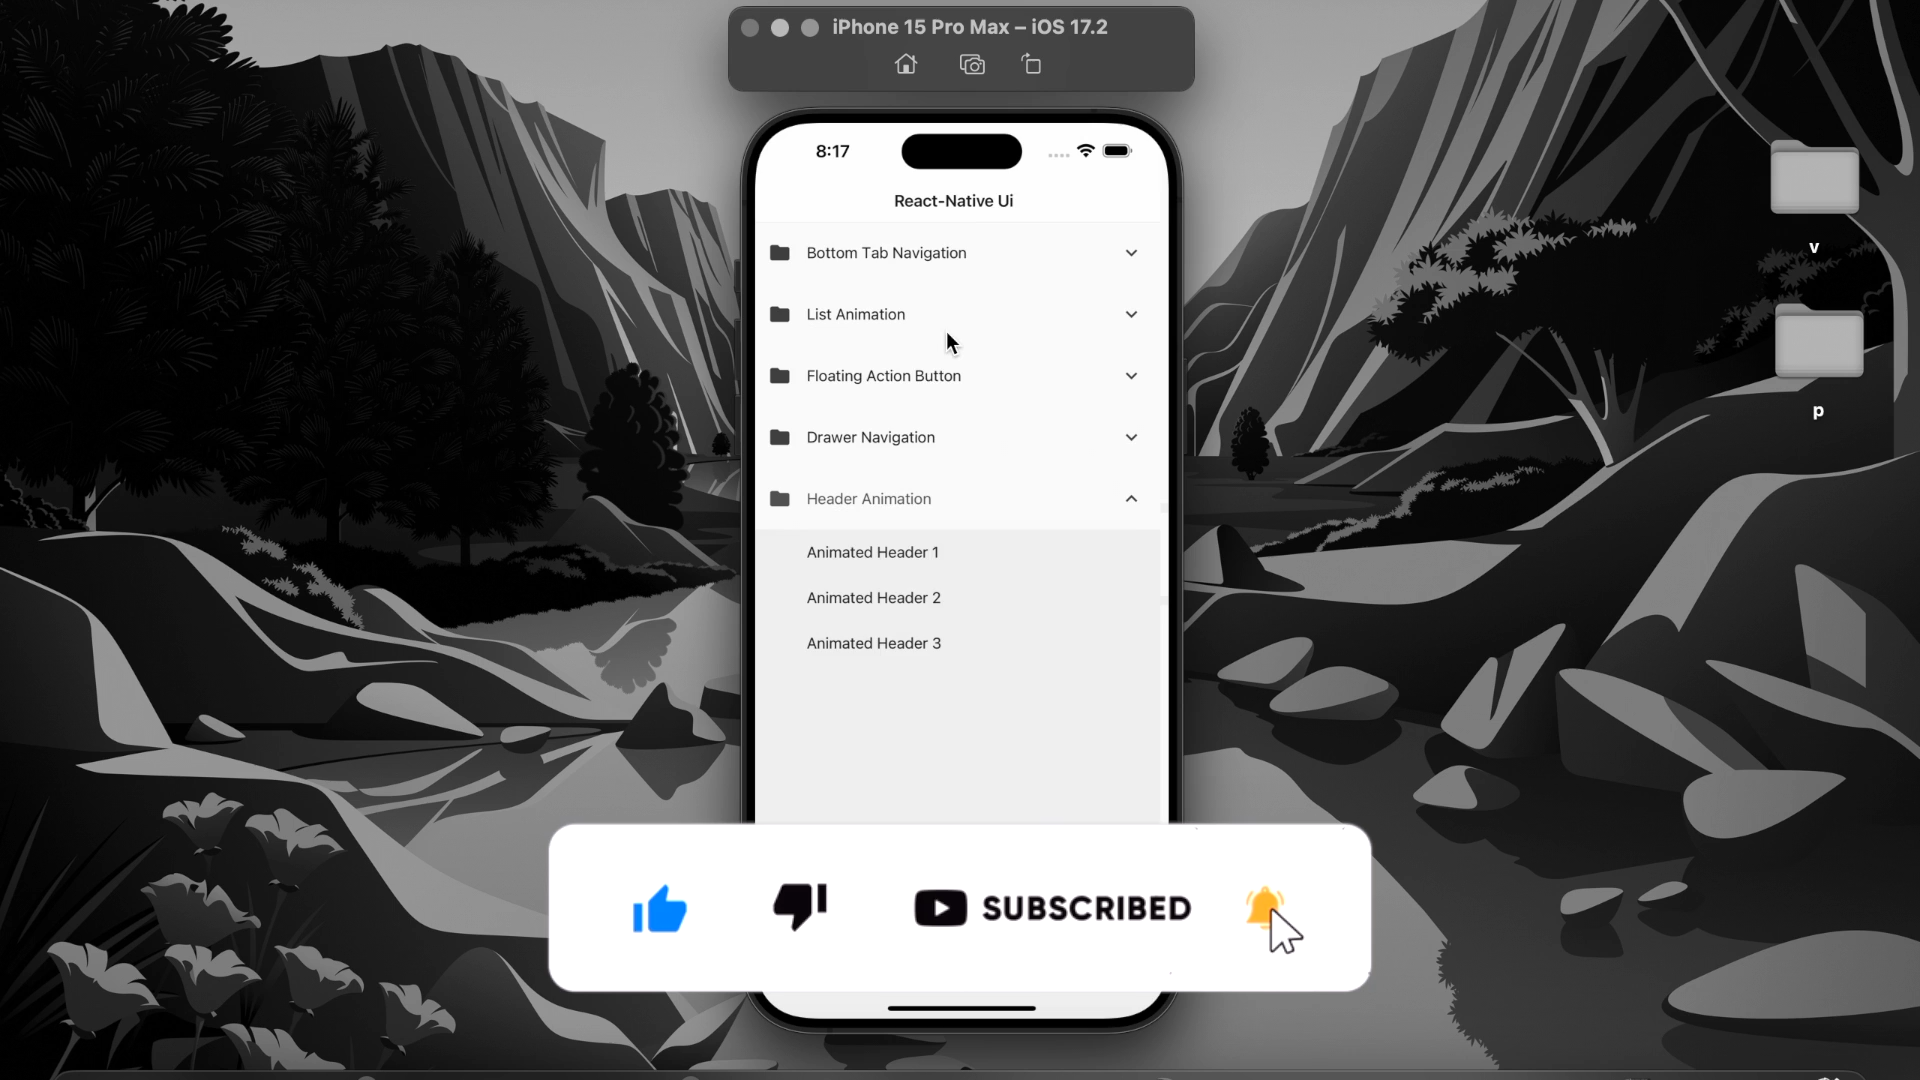 iPhone 15 Pro Max – iOS 17.2
8:17
React-Native Ui
Bottom Tab Navigation
List Animation
Floating Action Button
Drawer Navigation
Header Animation
Animated Header 1
Animated Header 2
Animated Header 3
v
p
SUBSCRIBED